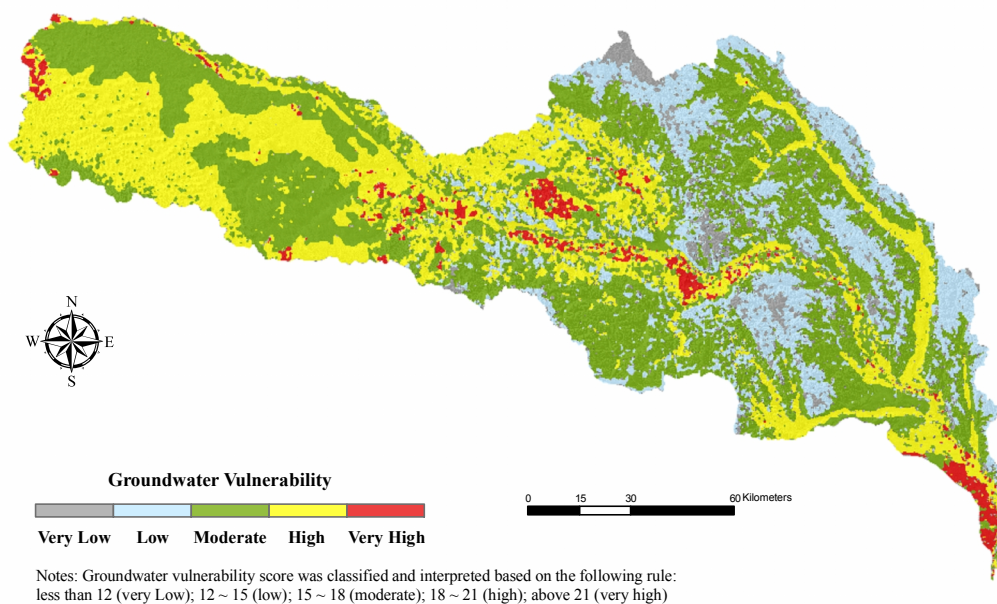 N
W E
S
Groundwater Vulnerability
Very Low Low Moderate High Very High
0 15 30 60 Kilometers
Notes: Groundwater vulnerability score was classified and interpreted based on the following rule:
less than 12 (very Low); 12 ~ 15 (low); 15 ~ 18 (moderate); 18 ~ 21 (high); above 21 (very high)